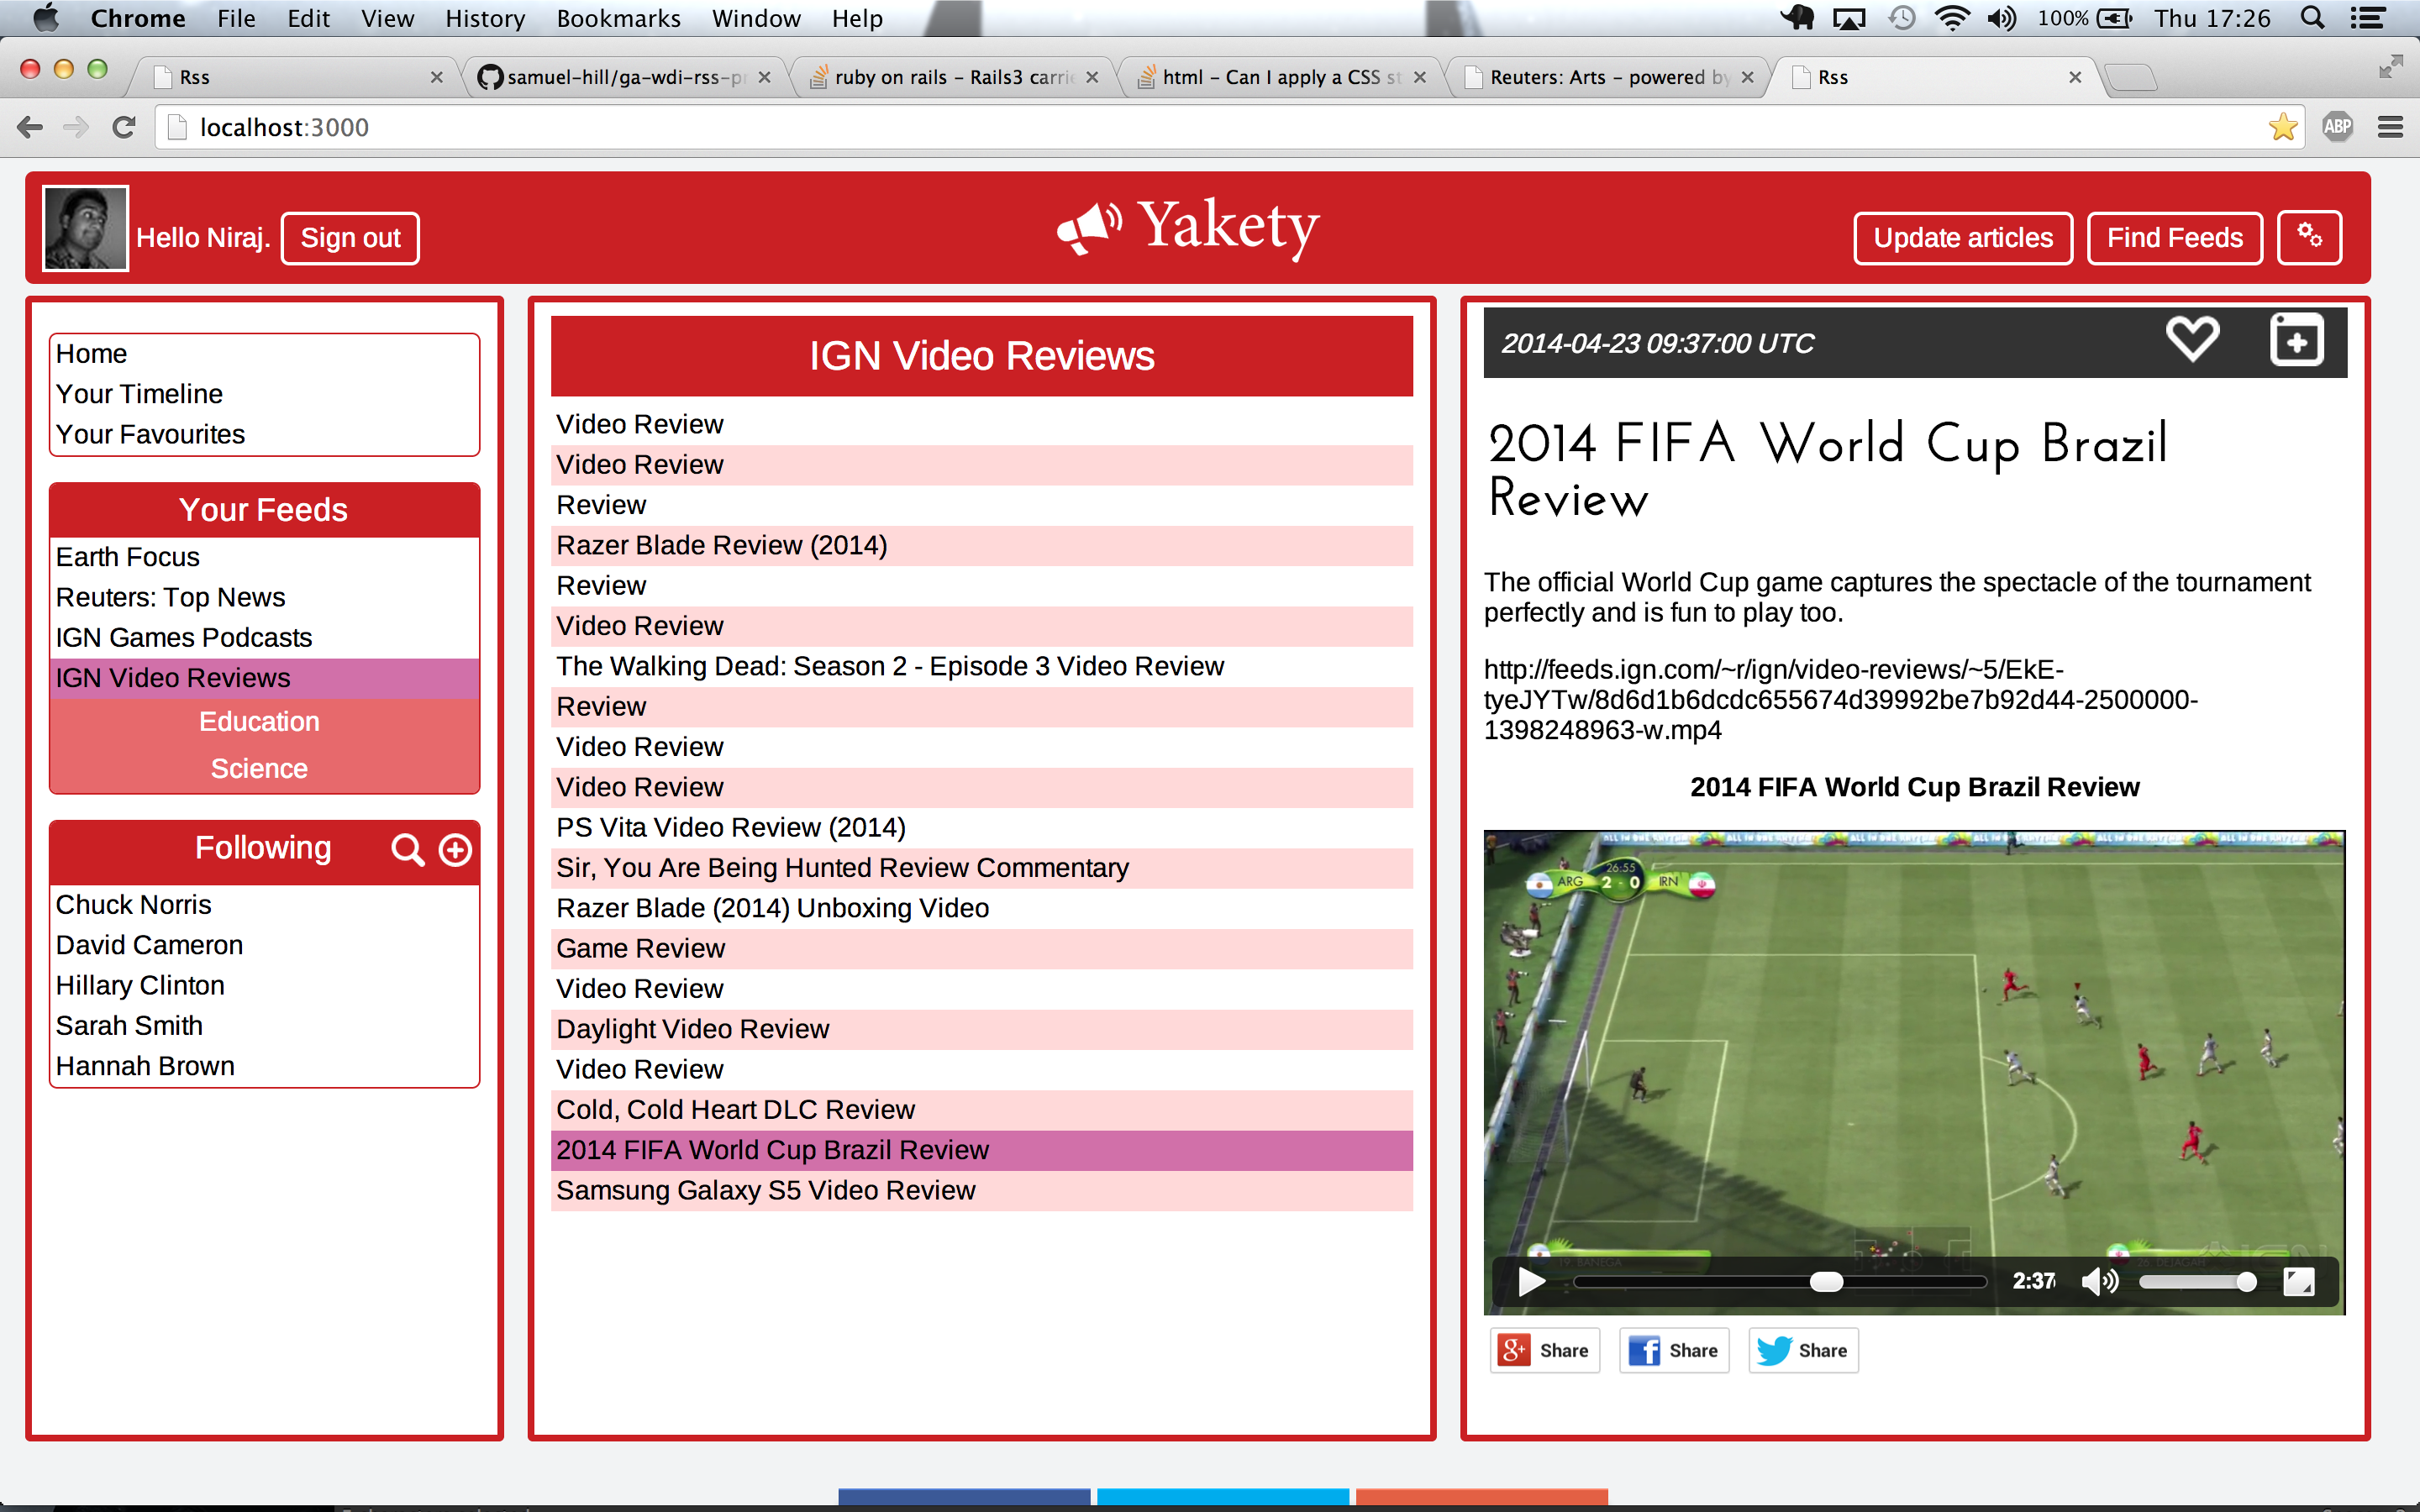 Chrome File Edit View History Bookmarks Window Help
100% Thu 17:26
Rss
samuel-hill/ga-wdi-rss-pr
ruby on rails - Rails3 carrie
html - Can I apply a CSS st
Reuters: Arts - powered by
Rss
localhost:3000
ABP
Hello Niraj.
Sign out
Yakety
Update articles
Find Feeds
Home
Your Timeline
Your Favourites
Your Feeds
Earth Focus
Reuters: Top News
IGN Games Podcasts
IGN Video Reviews
Education
Science
Following
Chuck Norris
David Cameron
Hillary Clinton
Sarah Smith
Hannah Brown
IGN Video Reviews
Video Review
Video Review
Review
Razer Blade Review (2014)
Review
Video Review
The Walking Dead: Season 2 - Episode 3 Video Review
Review
Video Review
Video Review
PS Vita Video Review (2014)
Sir, You Are Being Hunted Review Commentary
Razer Blade (2014) Unboxing Video
Game Review
Video Review
Daylight Video Review
Video Review
Cold, Cold Heart DLC Review
2014 FIFA World Cup Brazil Review
Samsung Galaxy S5 Video Review
2014-04-23 09:37:00 UTC
2014 FIFA World Cup Brazil
Review
The official World Cup game captures the spectacle of the tournament
perfectly and is fun to play too.
http://feeds.ign.com/~r/ign/video-reviews/~5/EkE-
tyeJYTw/8d6d1b6dcdc655674d39992be7b92d44-2500000-
1398248963-w.mp4
2014 FIFA World Cup Brazil Review
26:55
ARG 2 - 0 IRN
2:37
g+ Share
f Share
Share